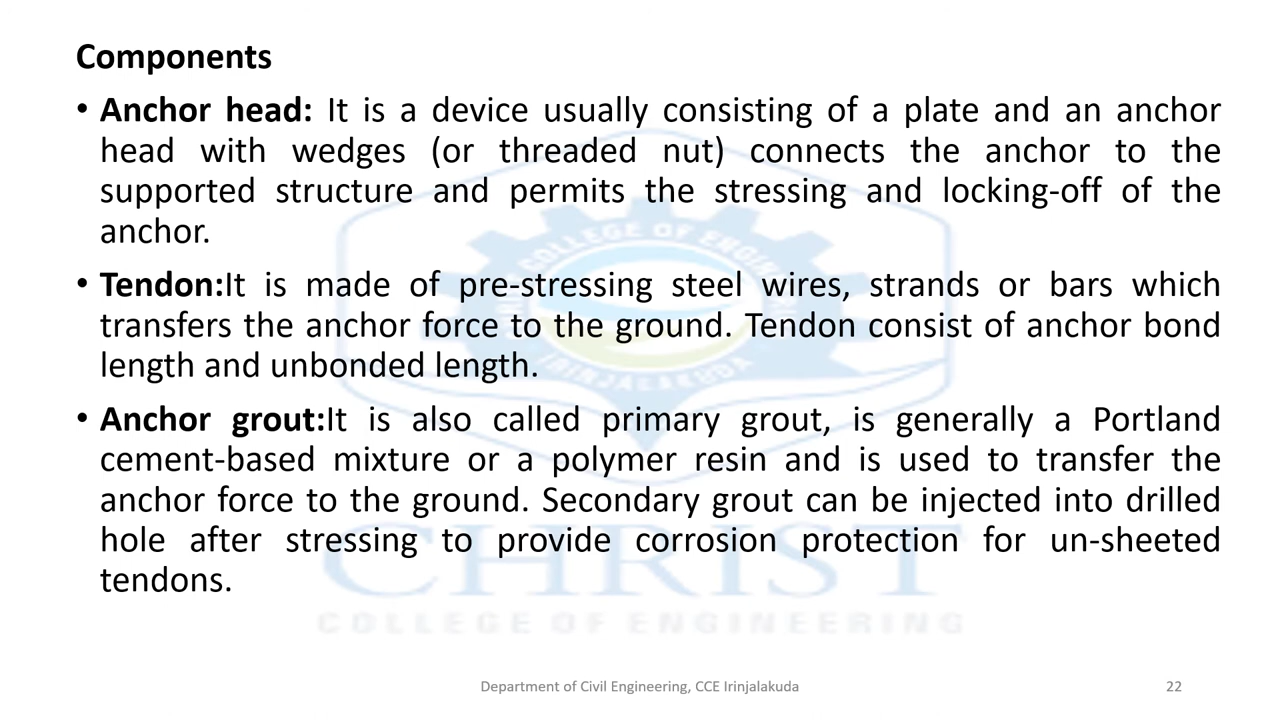 Components
• Anchor head: It is a device usually consisting of a plate and an anchor
head with wedges (or threaded nut) connects the anchor to the
supported structure and permits the stressing and locking-off of the
anchor.
• Tendon:It is made of pre-stressing steel wires, strands or bars which
transfers the anchor force to the ground. Tendon consist of anchor bond
length and unbonded length.
• Anchor grout:It is also called primary grout, is generally a Portland
cement-based mixture or a polymer resin and is used to transfer the
anchor force to the ground. Secondary grout can be injected into drilled
hole after stressing to provide corrosion protection for un-sheeted
tendons.
COLLEGE OF
IRINJALAKUDA
CHRIST
COLLEGE OF ENGINEERING
Department of Civil Engineering, CCE Irinjalakuda
22